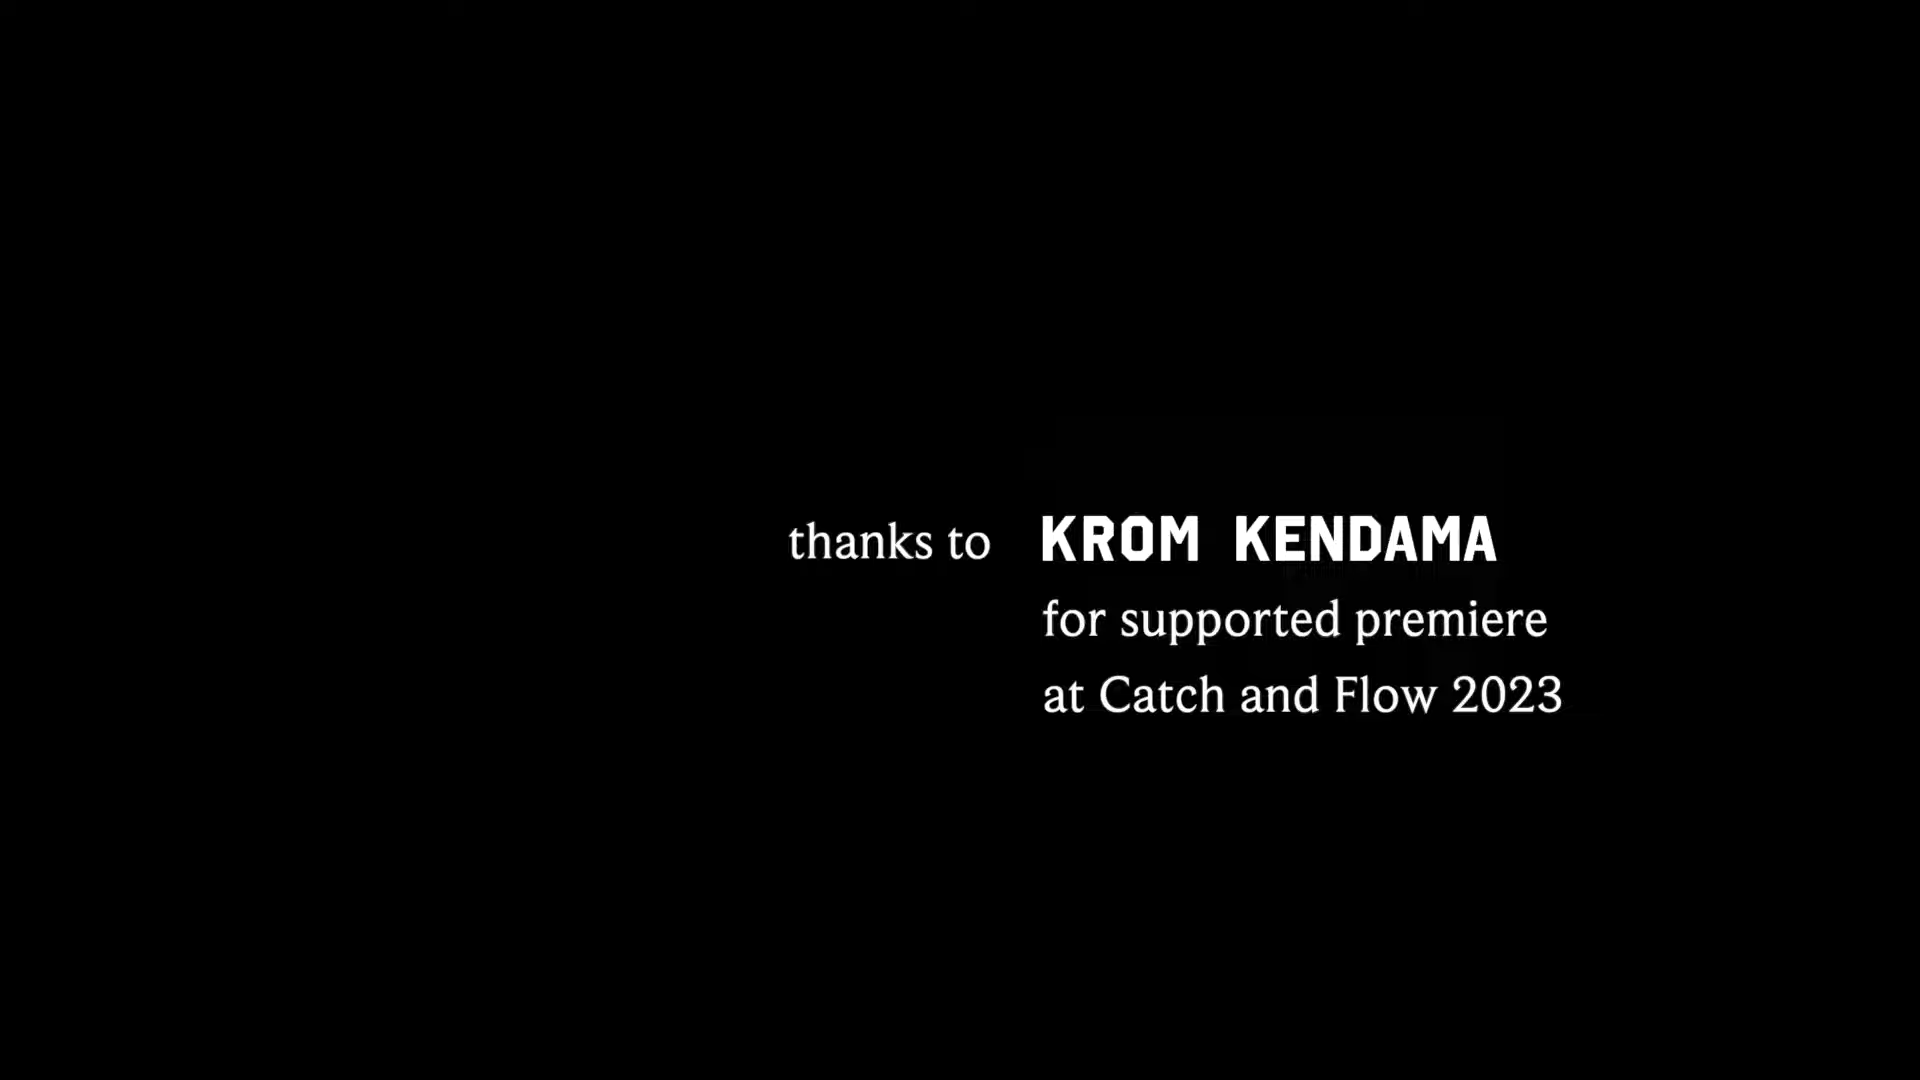 thanks to KROM KENDAMA
for supported premiere
at Catch and Flow 2023